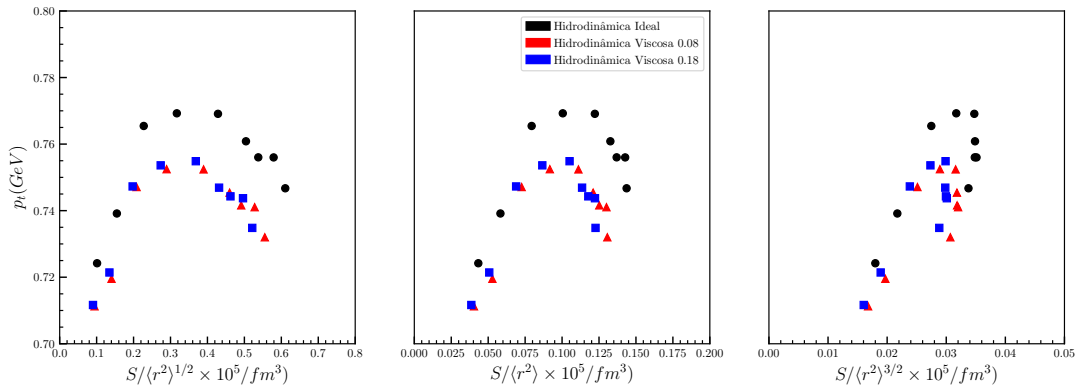 0.80
0.78
0.76
0.74
0.72
0.70
p_t(GeV)
0.0 0.1 0.2 0.3 0.4 0.5 0.6 0.7 0.8
S/⟨r²⟩^{1/2} × 10⁵/fm³
Hidrodinâmica Ideal
Hidrodinâmica Viscosa 0.08
Hidrodinâmica Viscosa 0.18
0.000 0.025 0.050 0.075 0.100 0.125 0.150 0.175 0.200
S/⟨r²⟩ × 10⁵/fm³
0.00 0.01 0.02 0.03 0.04 0.05
S/⟨r²⟩^{3/2} × 10⁵/fm³